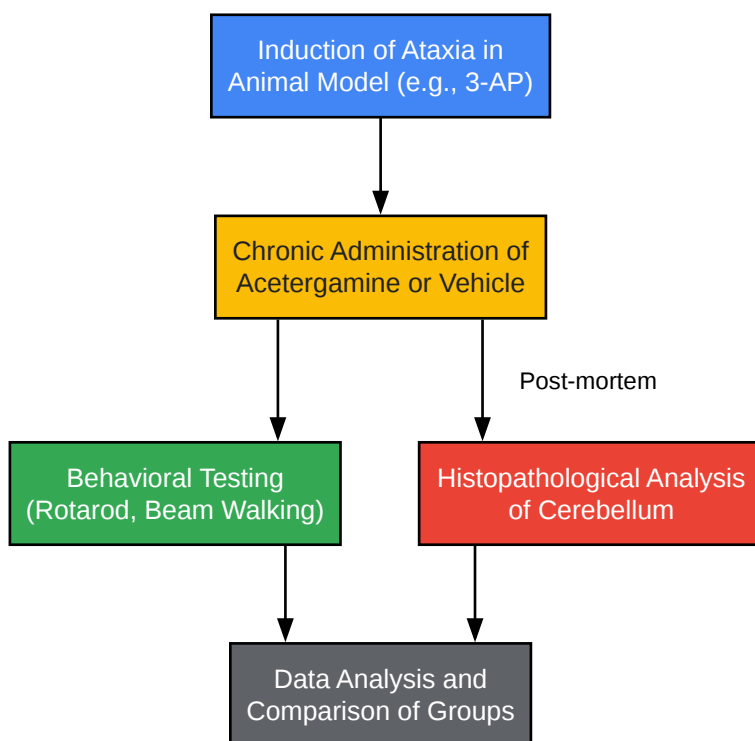 Induction of Ataxia in
Animal Model (e.g., 3-AP)
Chronic Administration of
Acetergamine or Vehicle
Post-mortem
Behavioral Testing
(Rotarod, Beam Walking)
Histopathological Analysis
of Cerebellum
Data Analysis and
Comparison of Groups